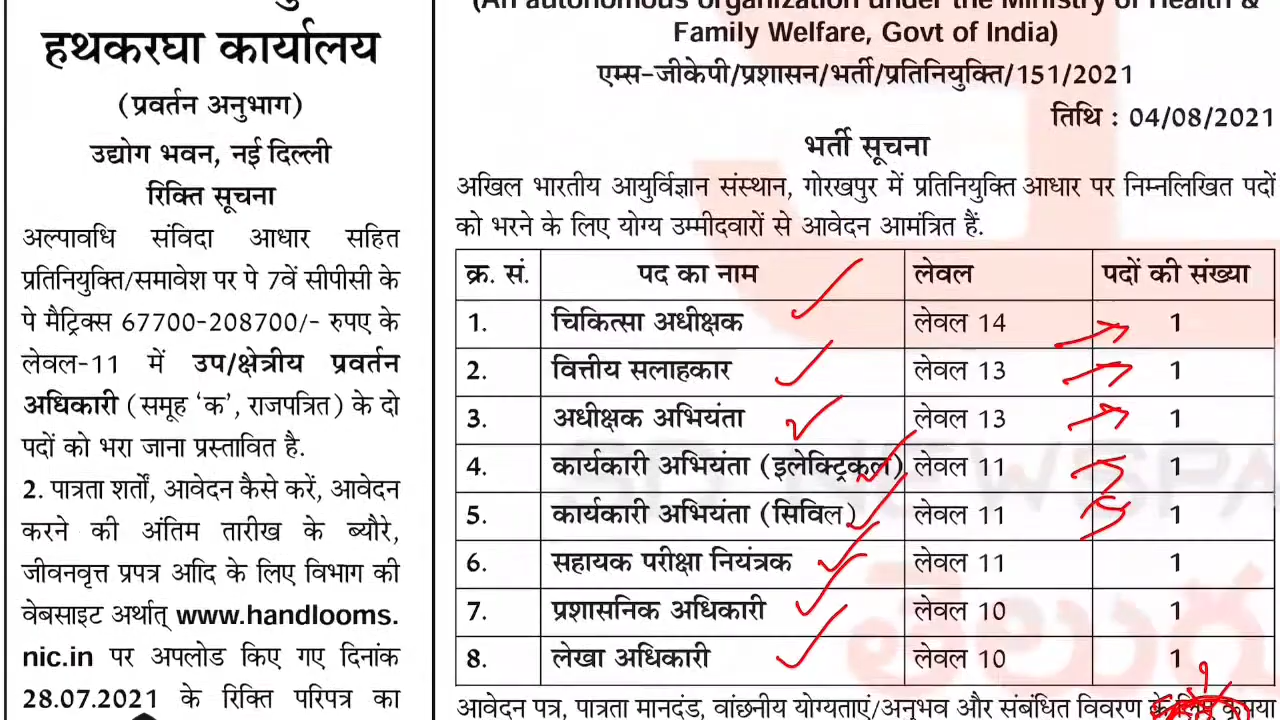 हथकरघा कार्यालय
(प्रवर्तन अनुभाग)
उद्योग भवन, नई दिल्ली
रिक्ति सूचना
अल्पावधि संविदा आधार सहित
प्रतिनियुक्ति/समावेश पर पे 7वें सीपीसी के
पे मैट्रिक्स 67700-208700/- रुपए के
लेवल-11 में उप/क्षेत्रीय प्रवर्तन
अधिकारी (समूह ‘क’, राजपत्रित) के दो
पदों को भरा जाना प्रस्तावित है.
2. पात्रता शर्तों, आवेदन कैसे करें, आवेदन
करने की अंतिम तारीख के ब्यौरे,
जीवनवृत्त प्रपत्र आदि के लिए विभाग की
वेबसाइट अर्थात् www.handlooms.
nic.in पर अपलोड किए गए दिनांक
28.07.2021 के रिक्ति परिपत्र का
(An autonomous organization under the Ministry of Health &
Family Welfare, Govt of India)
एम्स-जीकेपी/प्रशासन/भर्ती/प्रतिनियुक्ति/151/2021
तिथि : 04/08/2021
भर्ती सूचना
अखिल भारतीय आयुर्विज्ञान संस्थान, गोरखपुर में प्रतिनियुक्ति आधार पर निम्नलिखित पदों
को भरने के लिए योग्य उम्मीदवारों से आवेदन आमंत्रित हैं.
क्र. सं. पद का नाम लेवल पदों की संख्या
1. चिकित्सा अधीक्षक लेवल 14 1
2. वित्तीय सलाहकार लेवल 13 1
3. अधीक्षक अभियंता लेवल 13 1
4. कार्यकारी अभियंता (इलेक्ट्रिकल) लेवल 11 1
5. कार्यकारी अभियंता (सिविल) लेवल 11 1
6. सहायक परीक्षा नियंत्रक लेवल 11 1
7. प्रशासनिक अधिकारी लेवल 10 1
8. लेखा अधिकारी लेवल 10 1
आवेदन पत्र, पात्रता मानदंड, वांछनीय योग्यताएं/अनुभव और संबंधित विवरण के लिए